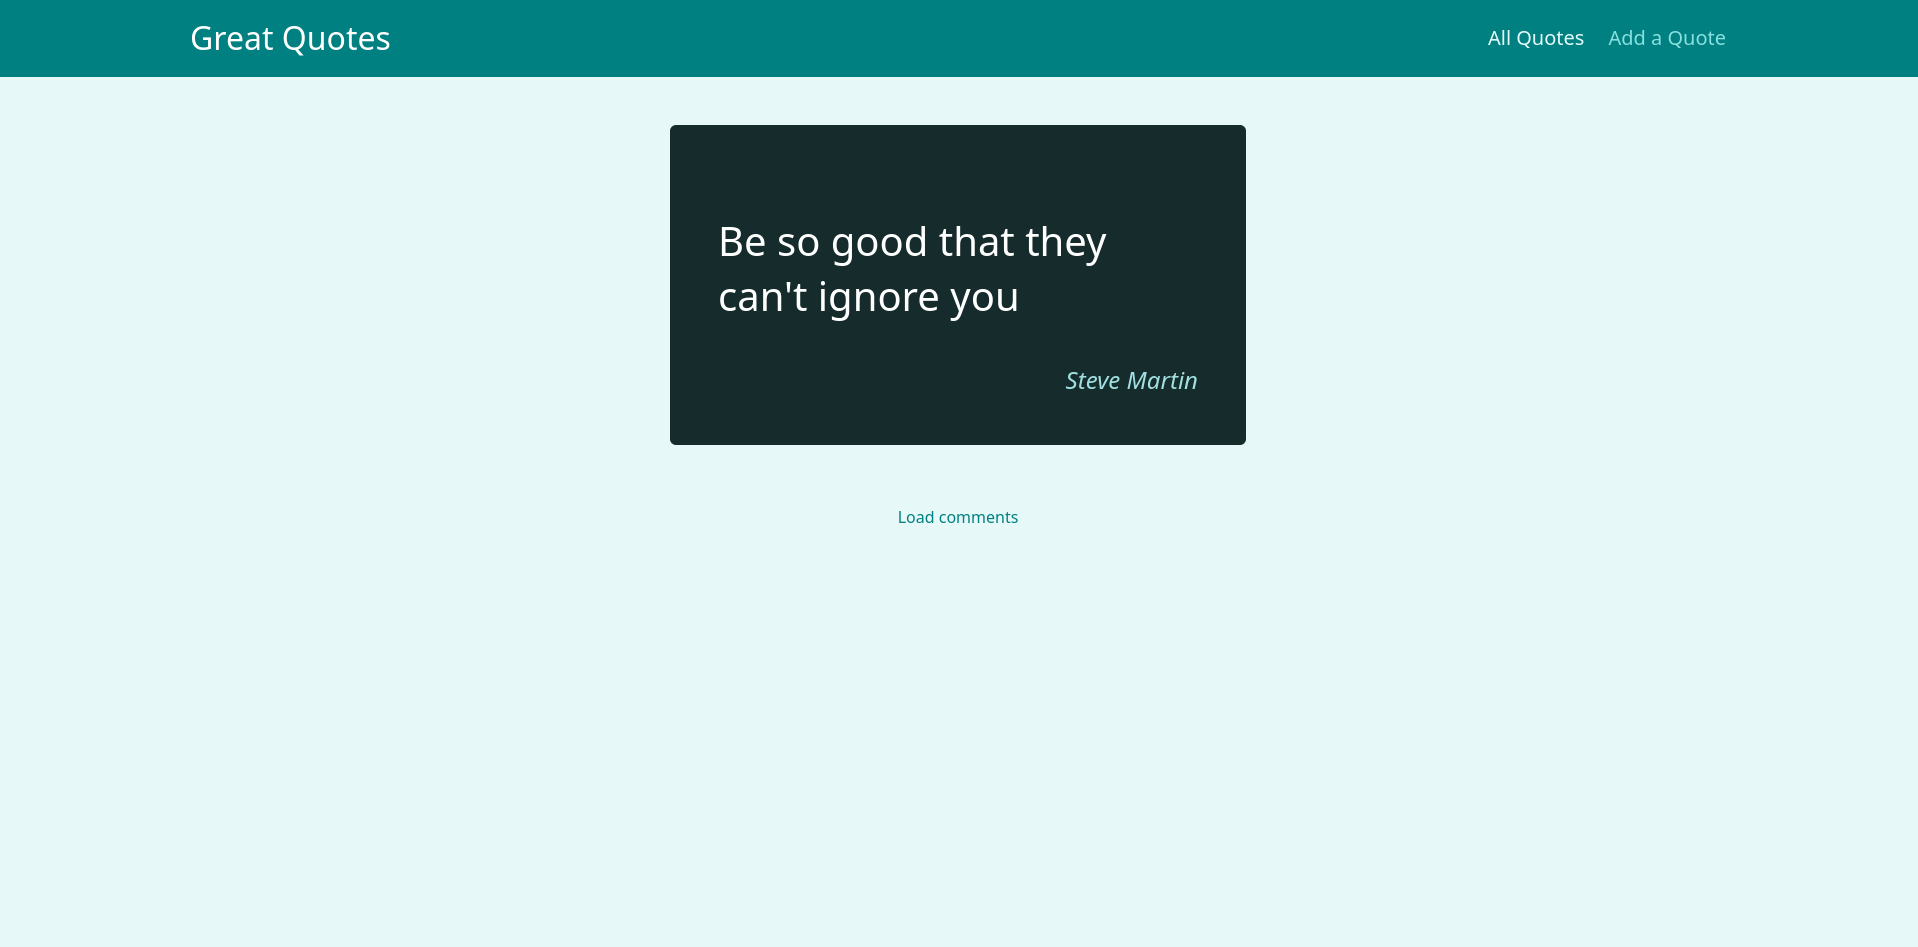 Great Quotes
All Quotes
Add a Quote
Be so good that they
can't ignore you
Steve Martin
Load comments